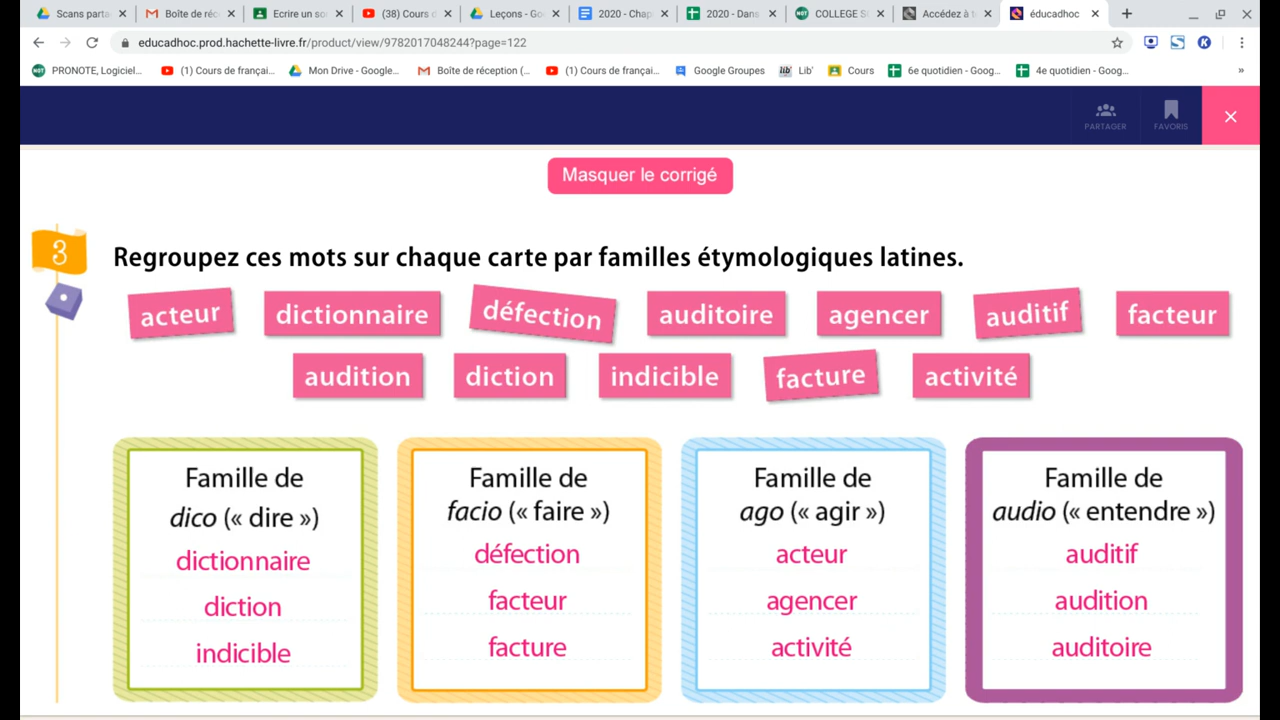 Scans parta
Boîte de réc
Ecrire un so
(38) Cours d
Leçons - Go
2020 - Chap
2020 - Dans
COLLEGE S
Accédez à t
éducadhoc
educadhoc.prod.hachette-livre.fr/product/view/9782017048244?page=122
PRONOTE, Logiciel...
(1) Cours de françai...
Mon Drive - Google...
Boîte de réception (...
(1) Cours de françai...
Google Groupes
lib' Lib'
Cours
6e quotidien - Goog...
4e quotidien - Goog...
»
PARTAGER
FAVORIS
Masquer le corrigé
3
Regroupez ces mots sur chaque carte par familles étymologiques latines.
acteur dictionnaire défection auditoire agencer auditif facteur
audition diction indicible facture activité
Famille de
dico (« dire »)
dictionnaire
diction
indicible
Famille de
facio (« faire »)
défection
facteur
facture
Famille de
ago (« agir »)
acteur
agencer
activité
Famille de
audio (« entendre »)
auditif
audition
auditoire